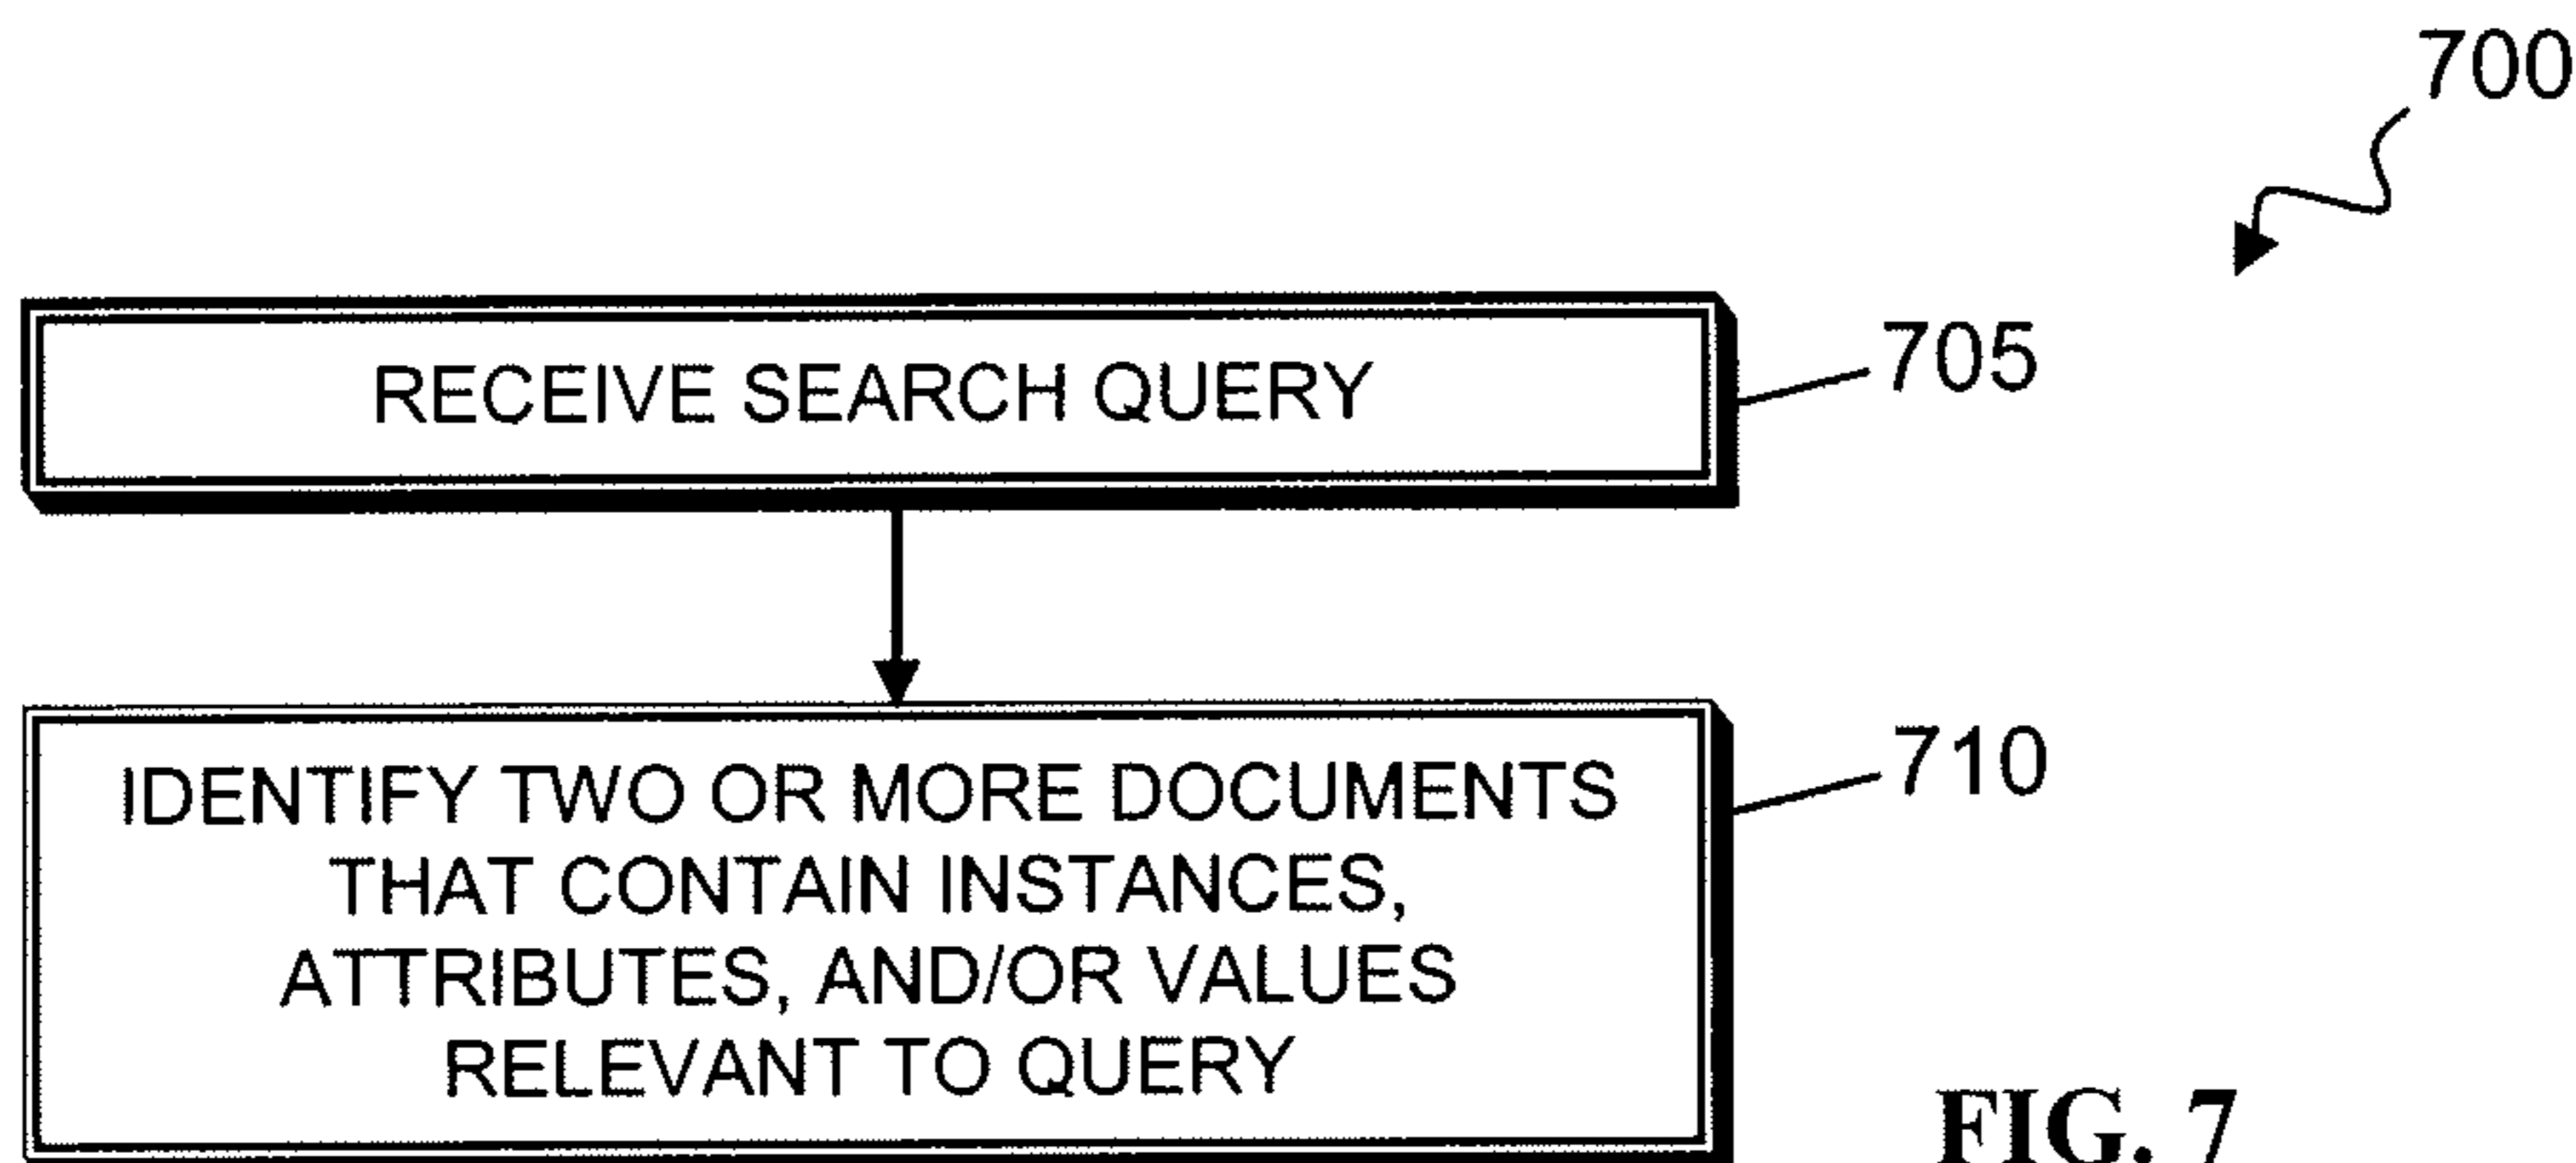 700
RECEIVE SEARCH QUERY
705
IDENTIFY TWO OR MORE DOCUMENTS
THAT CONTAIN INSTANCES,
ATTRIBUTES, AND/OR VALUES
RELEVANT TO QUERY
710
FIG. 7